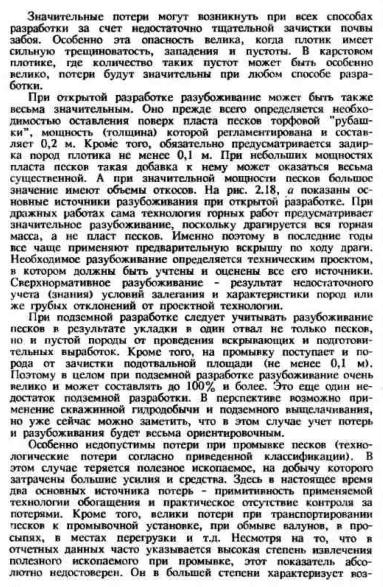 Значительные потери могут возникнуть при всех способах
разработки за счет недостаточно тщательной зачистки почвы
забоя. Особенно эта опасность велика, когда плотик имеет
сильную трещиноватость, западения и пустоты. В карстовом
плотике, где количество таких пустот может быть особенно
велико, потери будут значительны при любом способе разра-
ботки.
При открытой разработке разубоживание может быть также
весьма значительным. Оно прежде всего определяется необхо-
димостью оставления поверх пласта песков торфовой "рубаш-
ки", мощность (толщина) которой регламентирована и состав-
ляет 0,2 м. Кроме того, обязательно предусматривается задир-
ка пород плотика не менее 0,1 м. При небольших мощностях
пласта песков такая добавка к нему может оказаться весьма
существенной. А при значительной мощности песков большое
значение имеют объемы откосов. На рис. 2.18, а показаны ос-
новные источники разубоживания при открытой разработке. При
дражных работах сама технология горных работ предусматривает
значительное разубоживание, поскольку драгируется вся горная
масса, а не пласт песков. Именно поэтому в последние годы
все чаще применяют предварительную вскрышу по ходу драги.
Необходимое разубоживание определяется техническим проектом,
в котором должны быть учтены и оценены все его источники.
Сверхнормативное разубоживание - результат недостаточного
учета (знания) условий залегания и характеристики пород или
же грубых отклонений от проектной технологии.
При подземной разработке следует учитывать разубоживание
песков в результате укладки в один отвал не только песков,
но и пустой породы от проведения вскрывающих и подготови-
тельных выработок. Кроме того, на промывку поступает и по-
рода от зачистки подотвальной площади (не менее 0,1 м).
Поэтому в целом при подземной разработке разубоживание очень
велико и может составлять до 100% и более. Это еще один не-
достаток подземной разработки. В перспективе возможно при-
менение скважинной гидродобычи и подземного выщелачивания,
но уже сейчас можно заметить, что в этом случае учет потерь
и разубоживания будет весьма ориентировочным.
Особенно недопустимы потери при промывке песков (техно-
логические потери согласно приведенной классификации). В
этом случае теряется полезное ископаемое, на добычу которого
затрачены большие усилия и средства. Здесь в настоящее время
два основных источника потерь - примитивность применяемой
технологии обогащения и практическое отсутствие контроля за
потерями. Кроме того, велики потери при транспортировании
песков к промывочной установке, при обмыве валунов, в про-
сыпях, в местах перегрузки и т.д. Несмотря на то, что в
отчетных данных часто указывается высокая степень извлечения
полезного ископаемого при промывке, этот показатель абсо-
лютно недостоверен. Он в большей степени характеризует воз-